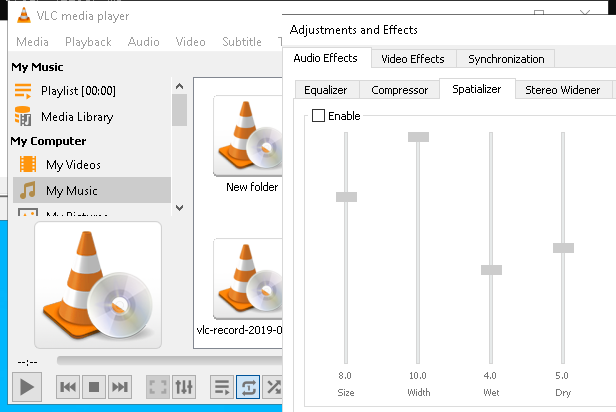 VLC media player
Media Playback Audio Video Subtitle
My Music
Playlist [00:00]
Media Library
My Computer
My Videos
My Music
My Pictures
New folder
vlc-record-2019-0
--:--
Adjustments and Effects
Audio Effects Video Effects Synchronization
Equalizer Compressor Spatializer Stereo Widener
Enable
8.0 10.0 4.0 5.0
Size Width Wet Dry